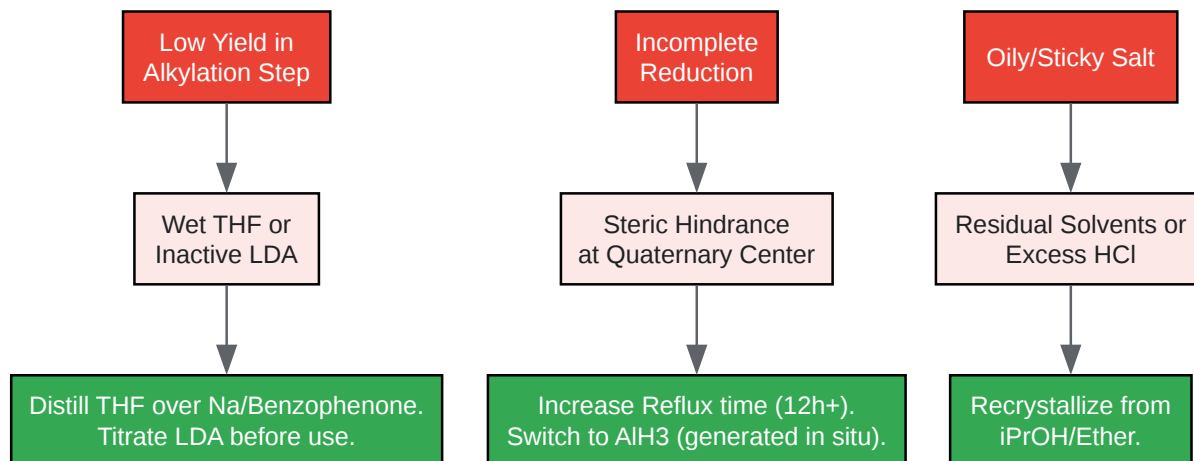 Low Yield in
Alkylation Step
Incomplete
Reduction
Oily/Sticky Salt
Wet THF or
Inactive LDA
Steric Hindrance
at Quaternary Center
Residual Solvents or
Excess HCl
Distill THF over Na/Benzophenone.
Titrate LDA before use.
Increase Reflux time (12h+).
Switch to AlH3 (generated in situ).
Recrystallize from
iPrOH/Ether.